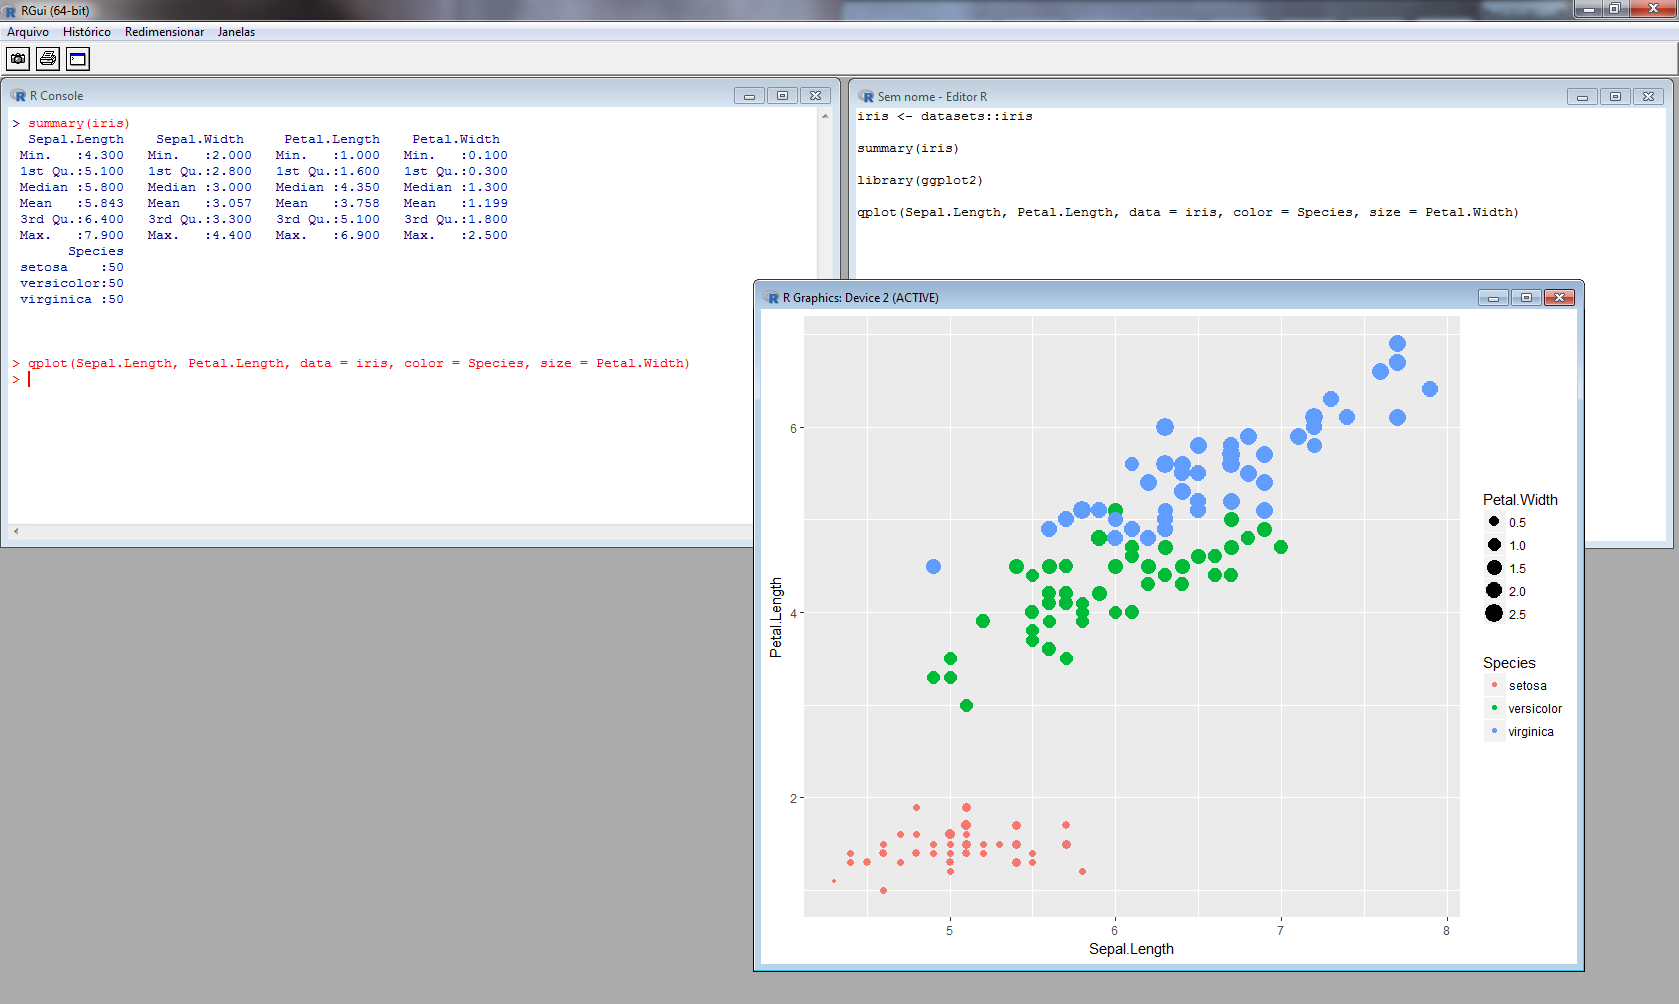 RGui (64-bit)
Arquivo Histórico Redimensionar Janelas
R Console
> summary(iris)
  Sepal.Length    Sepal.Width     Petal.Length    Petal.Width
 Min.   :4.300   Min.   :2.000   Min.   :1.000   Min.   :0.100
 1st Qu.:5.100   1st Qu.:2.800   1st Qu.:1.600   1st Qu.:0.300
 Median :5.800   Median :3.000   Median :4.350   Median :1.300
 Mean   :5.843   Mean   :3.057   Mean   :3.758   Mean   :1.199
 3rd Qu.:6.400   3rd Qu.:3.300   3rd Qu.:5.100   3rd Qu.:1.800
 Max.   :7.900   Max.   :4.400   Max.   :6.900   Max.   :2.500
       Species
 setosa    :50
 versicolor:50
 virginica :50
> qplot(Sepal.Length, Petal.Length, data = iris, color = Species, size = Petal.Width)
>
Sem nome - Editor R
iris <- datasets::iris
summary(iris)
library(ggplot2)
qplot(Sepal.Length, Petal.Length, data = iris, color = Species, size = Petal.Width)
R Graphics: Device 2 (ACTIVE)
Petal.Length
6
4
2
5 6 7 8
Sepal.Length
Petal.Width
0.5
1.0
1.5
2.0
2.5
Species
setosa
versicolor
virginica